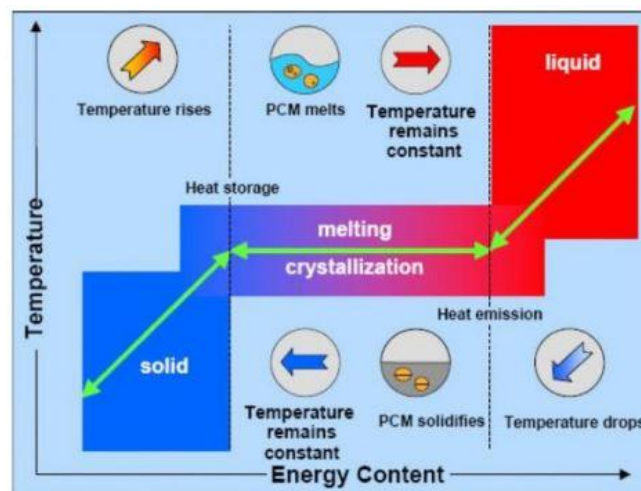 Temperature rises
PCM melts
Temperature
remains
constant
liquid
Heat storage
melting
crystallization
Heat emission
solid
Temperature
remains
constant
PCM solidifies
Temperature drops
Temperature
Energy Content